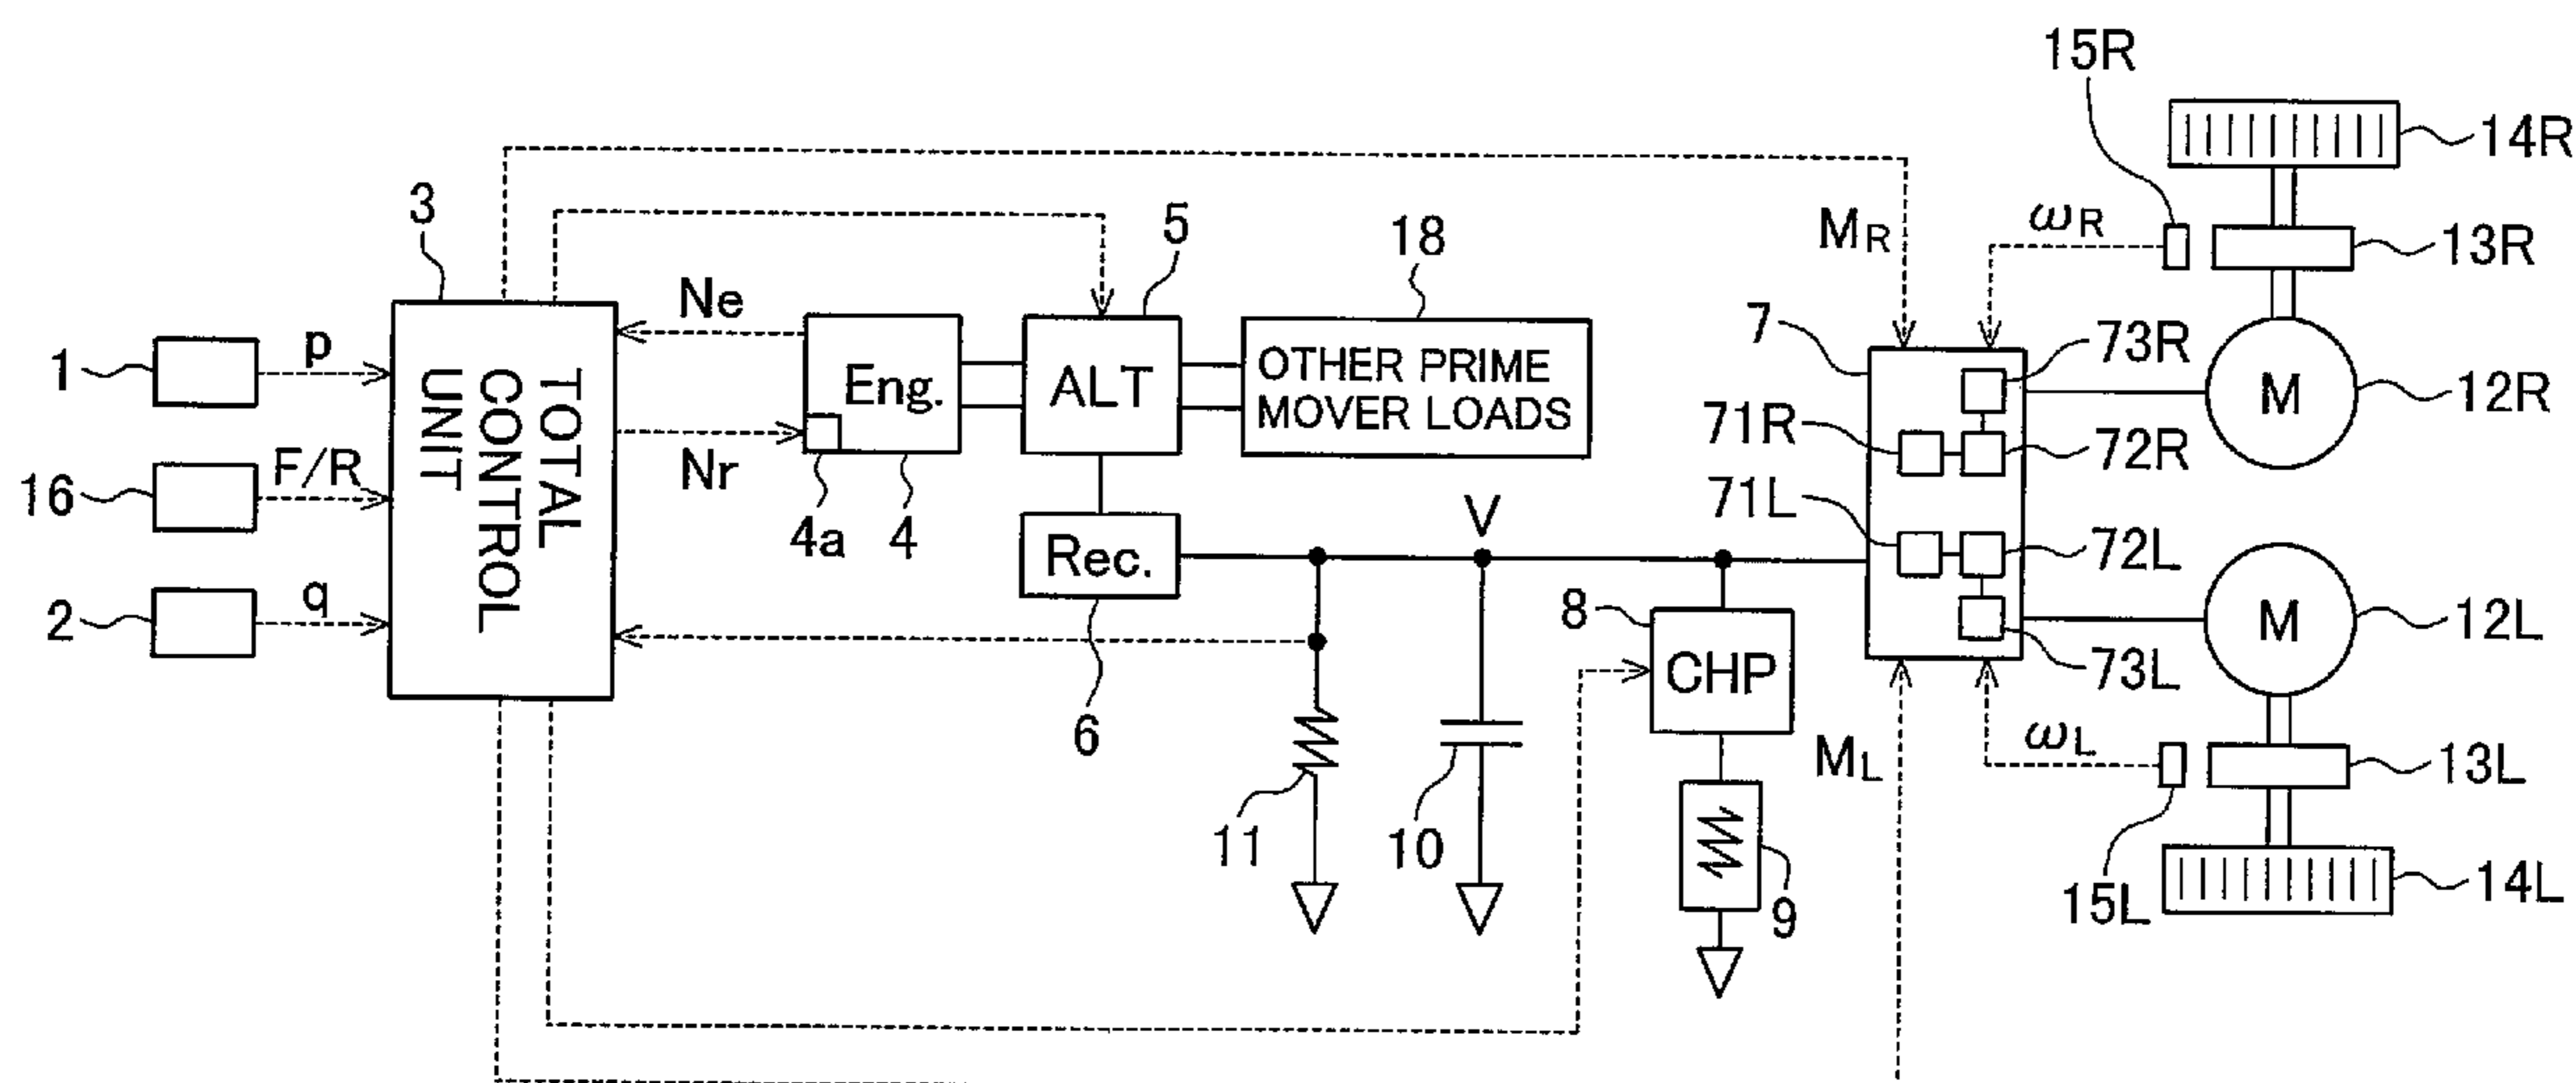 15R
14R
3
5
18
MR
ωR
13R
Ne
7
73R
1
p
TOTAL
CONTROL
UNIT
Eng.
ALT
OTHER PRIME
MOVER LOADS
M
12R
71R
72R
16
F/R
Nr
4a
4
71L
V
2
q
Rec.
8
72L
M
12L
CHP
73L
6
ML
ωL
13L
11
10
9
15L
14L